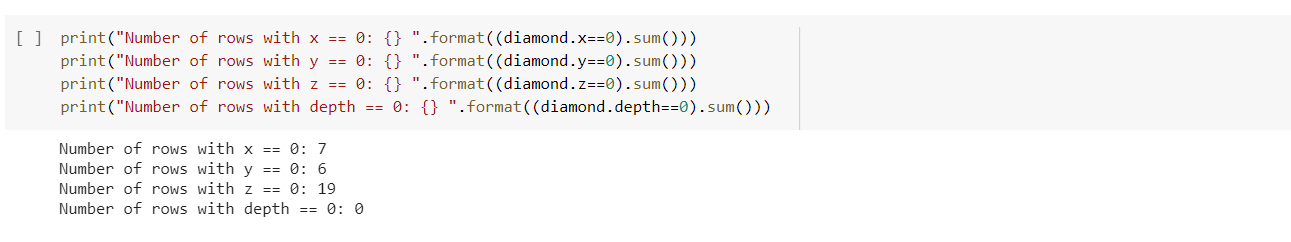 [ ] print("Number of rows with x == 0: {} ".format((diamond.x==0).sum()))
print("Number of rows with y == 0: {} ".format((diamond.y==0).sum()))
print("Number of rows with z == 0: {} ".format((diamond.z==0).sum()))
print("Number of rows with depth == 0: {} ".format((diamond.depth==0).sum()))
Number of rows with x == 0: 7
Number of rows with y == 0: 6
Number of rows with z == 0: 19
Number of rows with depth == 0: 0